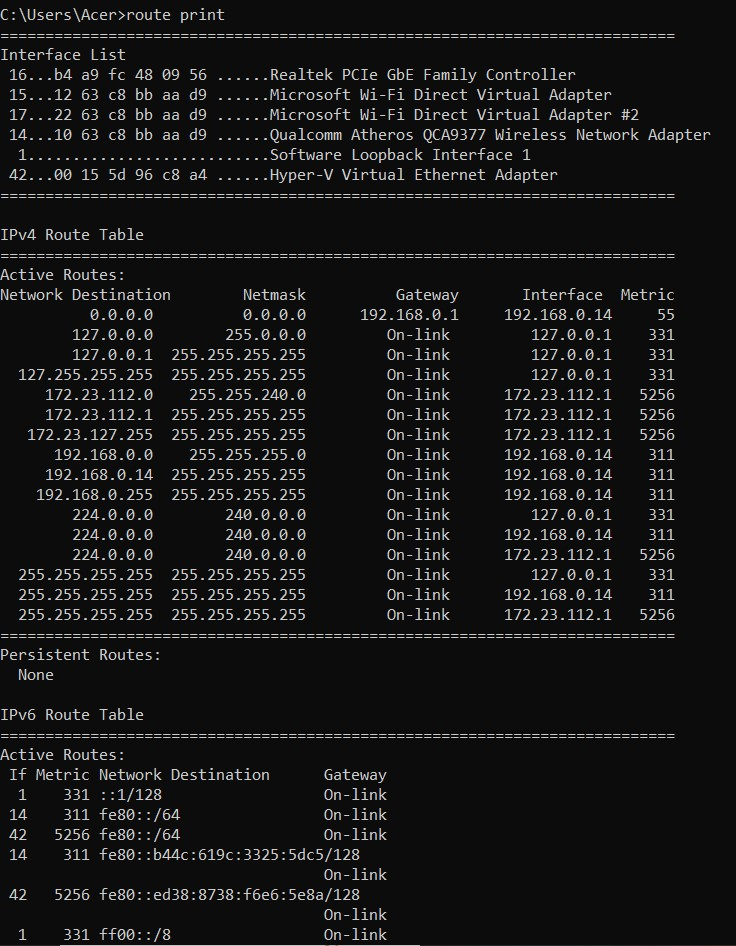 C:\Users\Acer>route print
===========================================================================
Interface List
 16...b4 a9 fc 48 09 56 ......Realtek PCIe GbE Family Controller
 15...12 63 c8 bb aa d9 ......Microsoft Wi-Fi Direct Virtual Adapter
 17...22 63 c8 bb aa d9 ......Microsoft Wi-Fi Direct Virtual Adapter #2
 14...10 63 c8 bb aa d9 ......Qualcomm Atheros QCA9377 Wireless Network Adapter
  1...........................Software Loopback Interface 1
 42...00 15 5d 96 c8 a4 ......Hyper-V Virtual Ethernet Adapter
===========================================================================

IPv4 Route Table
===========================================================================
Active Routes:
Network Destination        Netmask          Gateway       Interface  Metric
          0.0.0.0          0.0.0.0      192.168.0.1     192.168.0.14     55
        127.0.0.0        255.0.0.0         On-link         127.0.0.1    331
        127.0.0.1  255.255.255.255         On-link         127.0.0.1    331
  127.255.255.255  255.255.255.255         On-link         127.0.0.1    331
     172.23.112.0    255.255.240.0         On-link      172.23.112.1   5256
     172.23.112.1  255.255.255.255         On-link      172.23.112.1   5256
   172.23.127.255  255.255.255.255         On-link      172.23.112.1   5256
      192.168.0.0    255.255.255.0         On-link      192.168.0.14    311
     192.168.0.14  255.255.255.255         On-link      192.168.0.14    311
    192.168.0.255  255.255.255.255         On-link      192.168.0.14    311
        224.0.0.0        240.0.0.0         On-link         127.0.0.1    331
        224.0.0.0        240.0.0.0         On-link      192.168.0.14    311
        224.0.0.0        240.0.0.0         On-link      172.23.112.1   5256
  255.255.255.255  255.255.255.255         On-link         127.0.0.1    331
  255.255.255.255  255.255.255.255         On-link      192.168.0.14    311
  255.255.255.255  255.255.255.255         On-link      172.23.112.1   5256
===========================================================================
Persistent Routes:
  None

IPv6 Route Table
===========================================================================
Active Routes:
 If Metric Network Destination      Gateway
  1    331 ::1/128                  On-link
 14    311 fe80::/64                On-link
 42   5256 fe80::/64                On-link
 14    311 fe80::b44c:619c:3325:5dc5/128
                                    On-link
 42   5256 fe80::ed38:8738:f6e6:5e8a/128
                                    On-link
  1    331 ff00::/8                 On-link